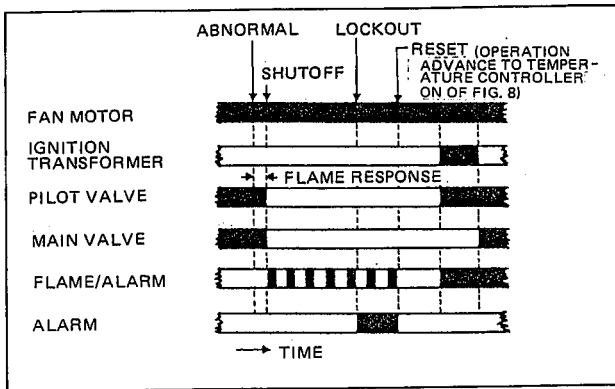 ABNORMAL LOCKOUT
RESET (OPERATION
ADVANCE TO TEMPER-
ATURE CONTROLLER
ON OF FIG. 8)
SHUTOFF
FAN MOTOR
IGNITION
TRANSFORMER
FLAME RESPONSE
PILOT VALVE
MAIN VALVE
FLAME/ALARM
ALARM
TIME